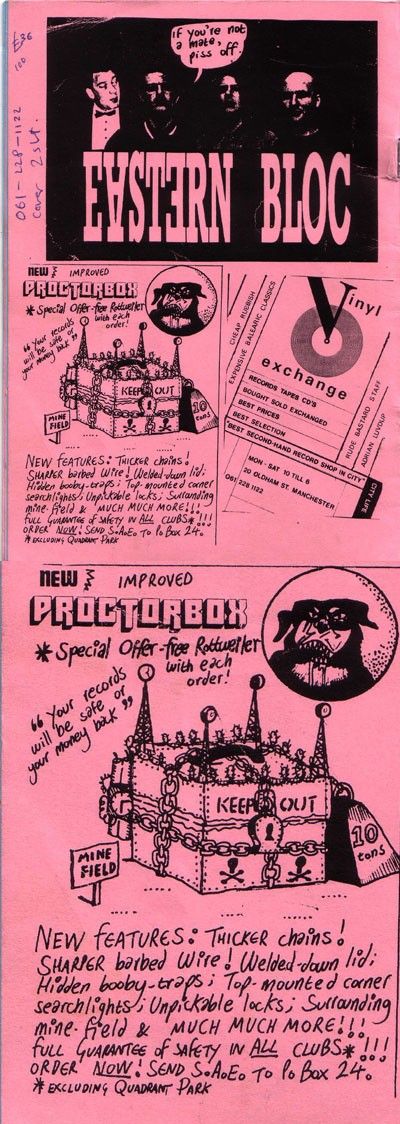 061-228-1122
cover
if you're not
a mate,
piss off.
EASTERN BLOC
NEW & IMPROVED
PROCTORBOX
* Special Offer-free Rottweiler
with each
order!
"Your records
will be safe or
your money back"
KEEP OUT
10
tons
MINE
FIELD
NEW FEATURES: THICKER chains!
SHARPER barbed Wire! Welded-down lid;
Hidden booby-traps; Top-mounted corner
searchlights; Unpickable locks; Surrounding
mine-field & MUCH MUCH MORE!!!
FULL GUARANTEE OF SAFETY IN ALL CLUBS*!!!
ORDER NOW! SEND S.A.E. TO Po Box 24.
* EXCLUDING QUADRANT PARK
CHEAP RUBBISH
EXPENSIVE BALEARIC CLASSICS
Vinyl
exchange
RECORDS TAPES CD'S
BOUGHT SOLD EXCHANGED
BEST PRICES
BEST SELECTION
BEST SECOND-HAND RECORD SHOP IN CITY
CITY LIFE
RUDE BASTARD STAFF
ADRIAN LUVDUP
MON - SAT 10 TILL 6
20 OLDHAM ST. MANCHESTER
061 228 1122
NEW & IMPROVED
PROCTORBOX
* Special Offer-free Rottweiler
with each
order!
"Your records
will be safe or
your money back"
KEEP OUT
10
tons
MINE
FIELD
NEW FEATURES: THICKER chains!
SHARPER barbed Wire! Welded-down lid;
Hidden booby-traps; Top-mounted corner
searchlights; Unpickable locks; Surrounding
mine-field & MUCH MUCH MORE!!!
FULL GUARANTEE OF SAFETY IN ALL CLUBS*!!!
ORDER NOW! SEND S.A.E. TO Po Box 24.
* EXCLUDING QUADRANT PARK